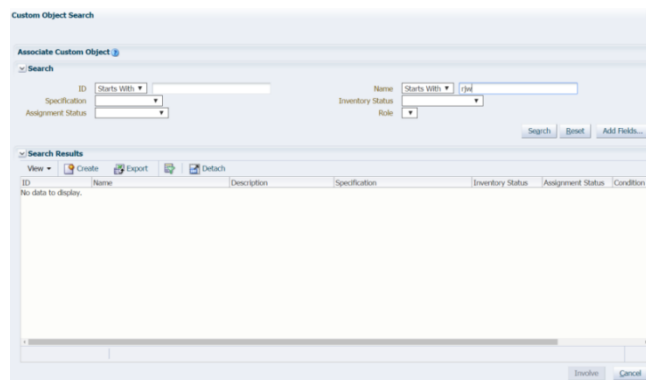 Custom Object Search
Associate Custom Object
Search
ID Starts With Name Starts With rjw
Specification Inventory Status
Assignment Status Role
Search Reset Add Fields...
Search Results
View Create Export Detach
ID Name Description Specification Inventory Status Assignment Status Condition
No data to display.
Involve Cancel